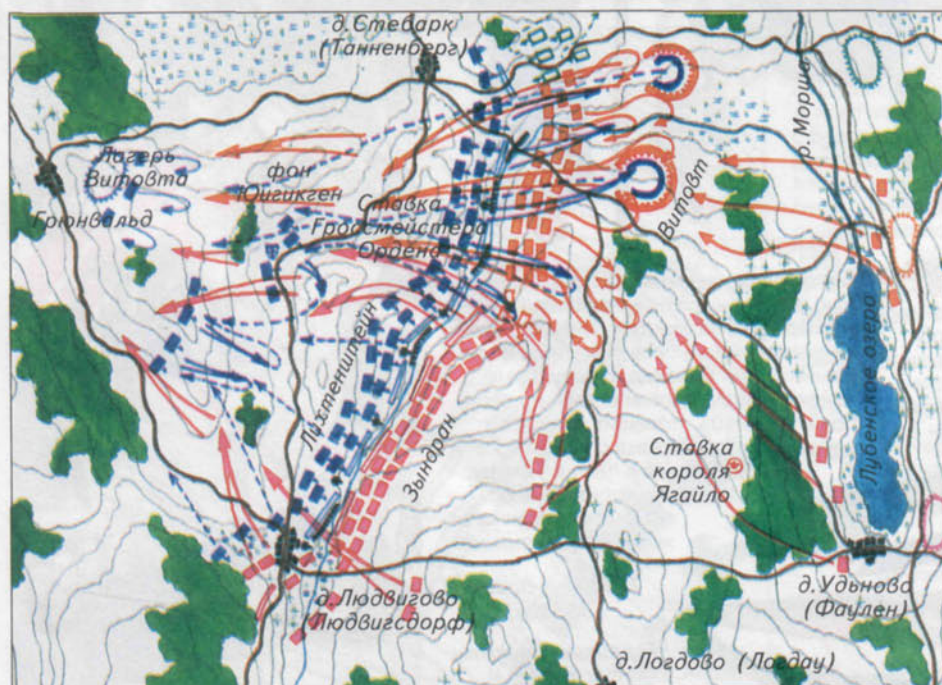 д. Стебарк
(Танненберг)
р.Морша
Лагерь
Витовта
фон
Юнгинген
Грюнвальд
Ставка
Гроссмейстера
Ордена
Витовт
Лихтенштейн
Зындран
Ставка
короля
Ягайло
Лубенское озеро
д. Людвигово
(Людвигсдорф)
д. Удьново
(Фаулен)
д. Логдово (Логдау)